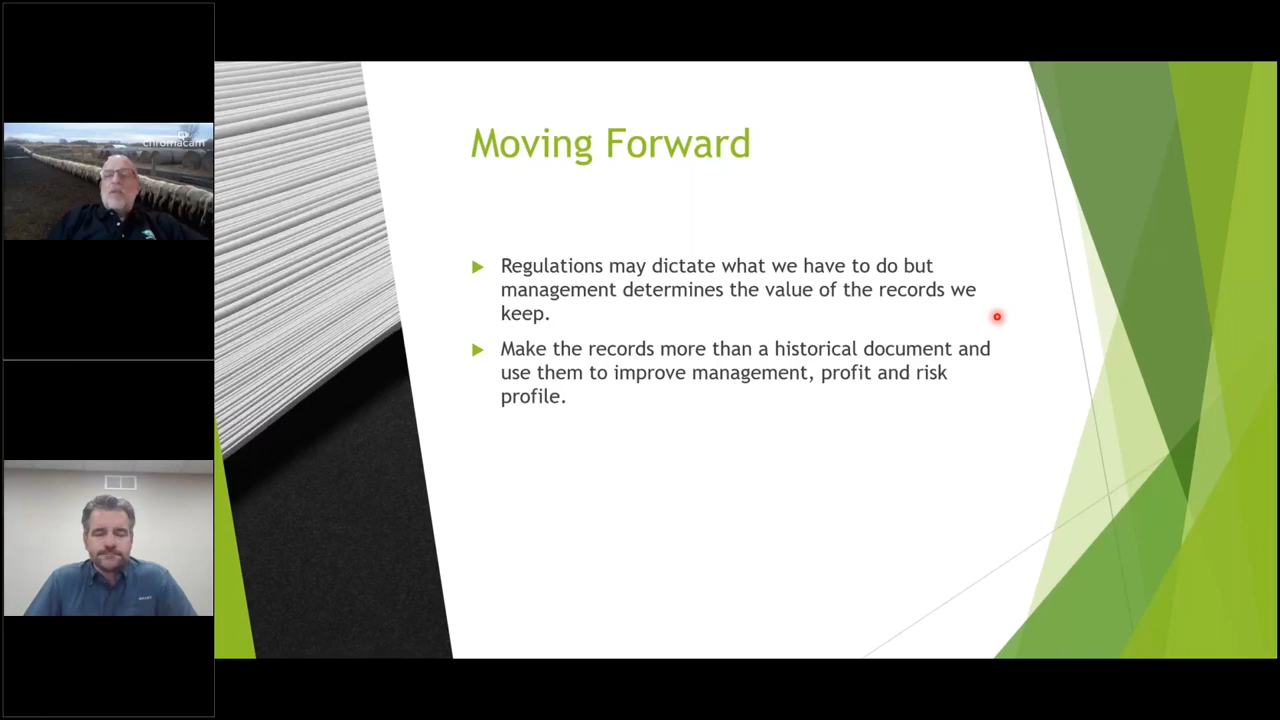 chromacam
Moving Forward
Regulations may dictate what we have to do but
management determines the value of the records we
keep.
Make the records more than a historical document and
use them to improve management, profit and risk
profile.